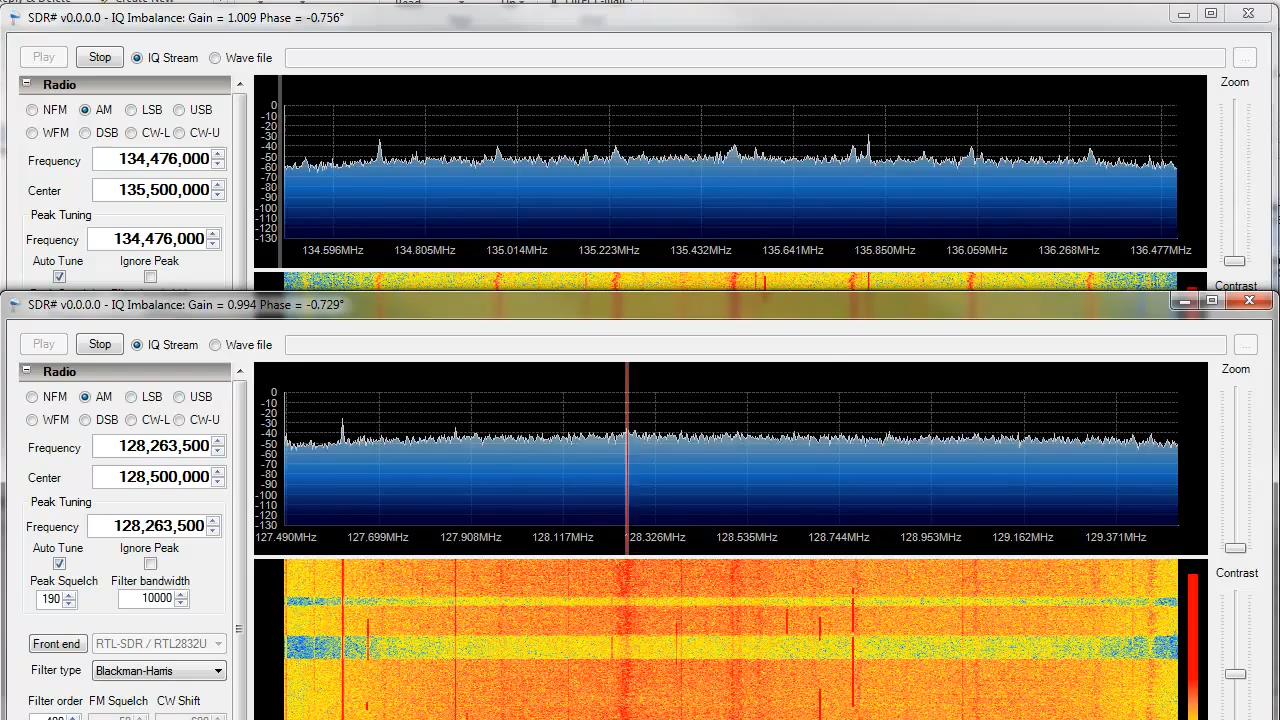 SDR# v0.0.0.0 - IQ Imbalance: Gain = 1.009 Phase = -0.756°
Play Stop IQ Stream Wave file ...
Radio
Zoom
NFM AM LSB USB
WFM DSB CW-L CW-U
Frequency 134,476,000
Center 135,500,000
Peak Tuning
Frequency 134,476,000
Auto Tune Ignore Peak
0
-10
-20
-30
-40
-50
-60
-70
-80
-90
-100
-110
-120
-130
134.596MHz 134.805MHz 135.014MHz 135.223MHz 135.432MHz 135.641MHz 135.850MHz 136.059MHz 136.268MHz 136.477MHz
Contrast
SDR# v0.0.0.0 - IQ Imbalance: Gain = 0.994 Phase = -0.729°
Play Stop IQ Stream Wave file ...
Radio
Zoom
NFM AM LSB USB
WFM DSB CW-L CW-U
Frequency 128,263,500
Center 128,500,000
Peak Tuning
Frequency 128,263,500
Auto Tune Ignore Peak
Peak Squelch Filter bandwidth
190 10000
Front end RTL-SDR / RTL2832U
Filter type Blackman-Harris
Filter order FM Squelch CW Shift
0
-10
-20
-30
-40
-50
-60
-70
-80
-90
-100
-110
-120
-130
127.490MHz 127.699MHz 127.908MHz 128.117MHz 128.326MHz 128.535MHz 128.744MHz 128.953MHz 129.162MHz 129.371MHz
Contrast